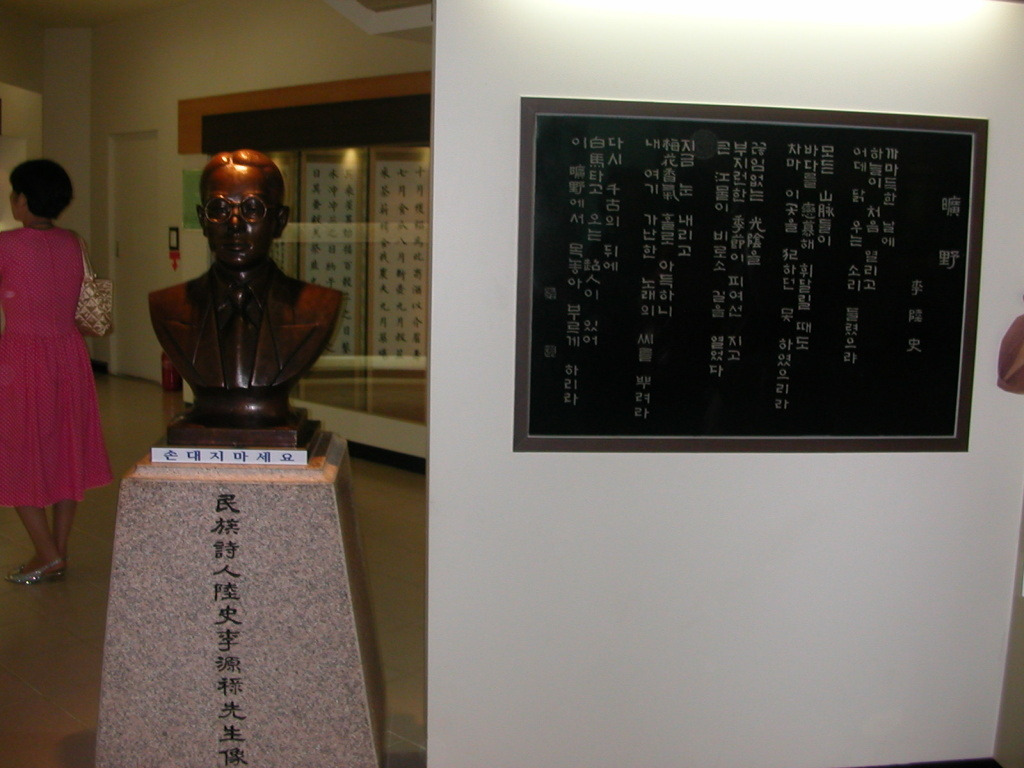 曠野
李陸史
까마득한 날에
하늘이 처음 열리고
어데 닭 우는 소리 들렸으랴
모든 山脈들이
바다를 戀慕해 휘달릴 때도
차마 이곳을 犯하던 못 하였으리라
끊임없는 光陰을
부지런한 季節이 피여선 지고
큰 江물이 비로소 길을 열었다
지금 눈 내리고
梅花香氣 홀로 아득하니
내 여기 가난한 노래의 씨를 뿌려라
다시 千古의 뒤에
白馬타고 오는 超人이 있어
이 曠野에서 목놓아 부르게 하리라
손대지마세요
民族詩人陸史李源祿先生像